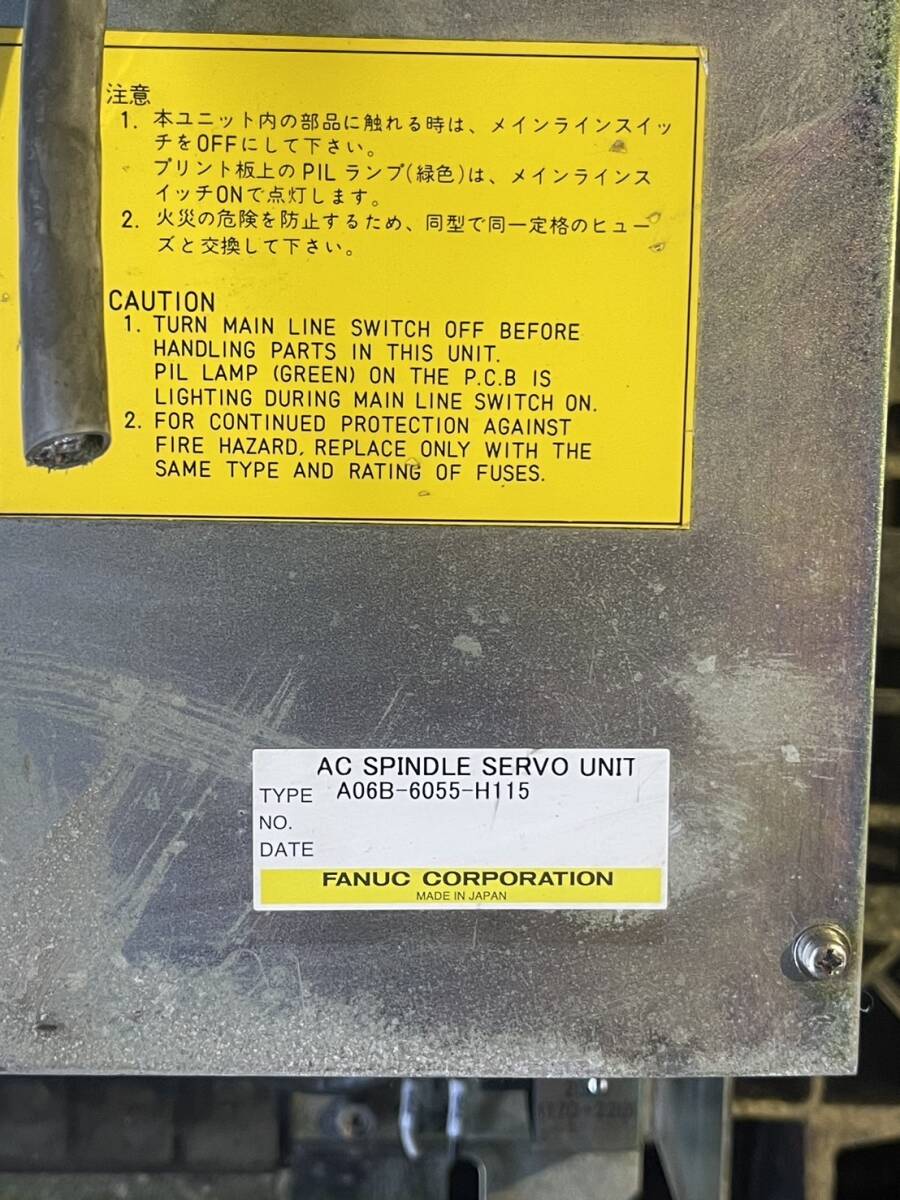 注意
1. 本ユニット内の部品に触れる時は、メインラインスイッ
チをOFFにして下さい。
プリント板上のPILランプ(緑色)は、メインラインス
イッチONで点灯します。
2. 火災の危険を防止するため、同型で同一定格のヒュー
ズと交換して下さい。
CAUTION
1. TURN MAIN LINE SWITCH OFF BEFORE
HANDLING PARTS IN THIS UNIT.
PIL LAMP (GREEN) ON THE P.C.B IS
LIGHTING DURING MAIN LINE SWITCH ON.
2. FOR CONTINUED PROTECTION AGAINST
FIRE HAZARD, REPLACE ONLY WITH THE
SAME TYPE AND RATING OF FUSES.
AC SPINDLE SERVO UNIT
TYPE A06B-6055-H115
NO.
DATE
FANUC CORPORATION
MADE IN JAPAN